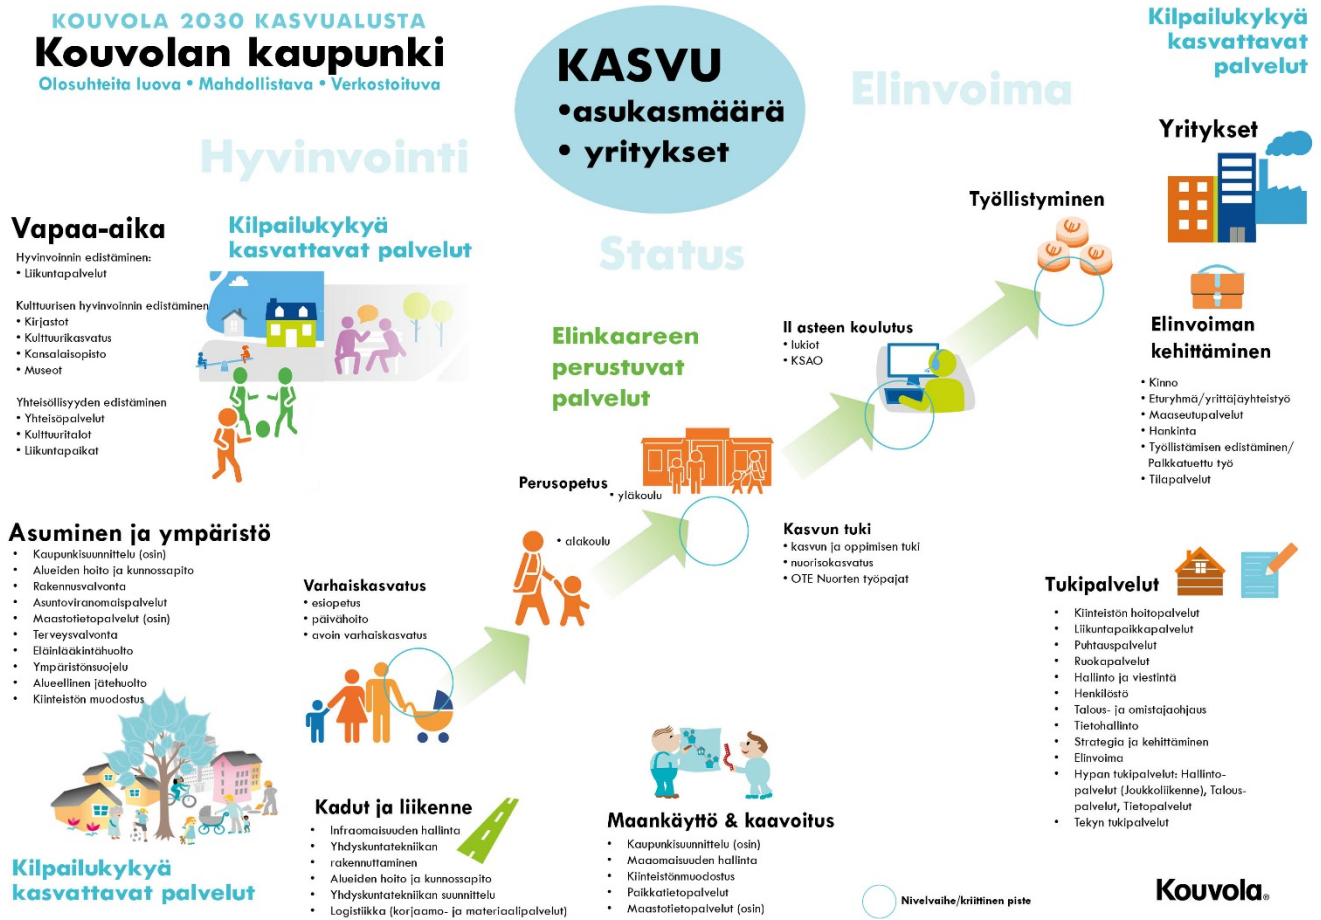 KOUVOLA 2030 KASVUALUSTA
Kouvolan kaupunki
Olosuhteita luova • Mahdollistava • Verkostoituva
KASVU
•asukasmäärä
• yritykset
Elinvoima
Kilpailukykyä
kasvattavat
palvelut
Hyvinvointi
Status
Vapaa-aika
Hyvinvoinnin edistäminen:
• Liikuntapalvelut
Kulttuurisen hyvinvoinnin edistäminen
• Kirjastot
• Kulttuurikasvatus
• Kansalaisopisto
• Museot
Yhteisöllisyyden edistäminen
• Yhteisöpalvelut
• Kulttuuritalot
• Liikuntapaikat
Kilpailukykyä
kasvattavat palvelut
Elinkaareen
perustuvat
palvelut
Työllistyminen
Yritykset
Elinvoiman
kehittäminen
• Kinno
• Eturyhmä/yrittäjäyhteistyö
• Maaseutupalvelut
• Hankinta
• Työllistämisen edistäminen/
Palkkatuettu työ
• Tilapalvelut
II asteen koulutus
• lukiot
• KSAO
Perusopetus
• yläkoulu
• alakoulu
Kasvun tuki
• kasvun ja oppimisen tuki
• nuorisokasvatus
• OTE Nuorten työpajat
Varhaiskasvatus
• esiopetus
• päivähoito
• avoin varhaiskasvatus
Asuminen ja ympäristö
• Kaupunkisuunnittelu (osin)
• Alueiden hoito ja kunnossapito
• Rakennusvalvonta
• Asuntoviranomaispalvelut
• Maastotietopalvelut (osin)
• Terveysvalvonta
• Eläinlääkintähuolto
• Ympäristönsuojelu
• Alueellinen jätehuolto
• Kiinteistön muodostus
Kilpailukykyä
kasvattavat palvelut
Kadut ja liikenne
• Infraomaisuuden hallinta
• Yhdyskuntatekniikan
• rakennuttaminen
• Alueiden hoito ja kunnossapito
• Yhdyskuntatekniikan suunnittelu
• Logistiikka (korjaamo- ja materiaalipalvelut)
Maankäyttö & kaavoitus
• Kaupunkisuunnittelu (osin)
• Maaomaisuuden hallinta
• Kiinteistönmuodostus
• Paikkatietopalvelut
• Maastotietopalvelut (osin)
Tukipalvelut
• Kiinteistön hoitopalvelut
• Liikuntapaikkapalvelut
• Puhtauspalvelut
• Ruokapalvelut
• Hallinto ja viestintä
• Henkilöstö
• Talous- ja omistajaohjaus
• Tietohallinto
• Strategia ja kehittäminen
• Elinvoima
• Hypan tukipalvelut: Hallinto-
palvelut (Joukkoliikenne), Talous-
palvelut, Tietopalvelut
• Tekyn tukipalvelut
Nivelvaihe/kriittinen piste
Kouvola®